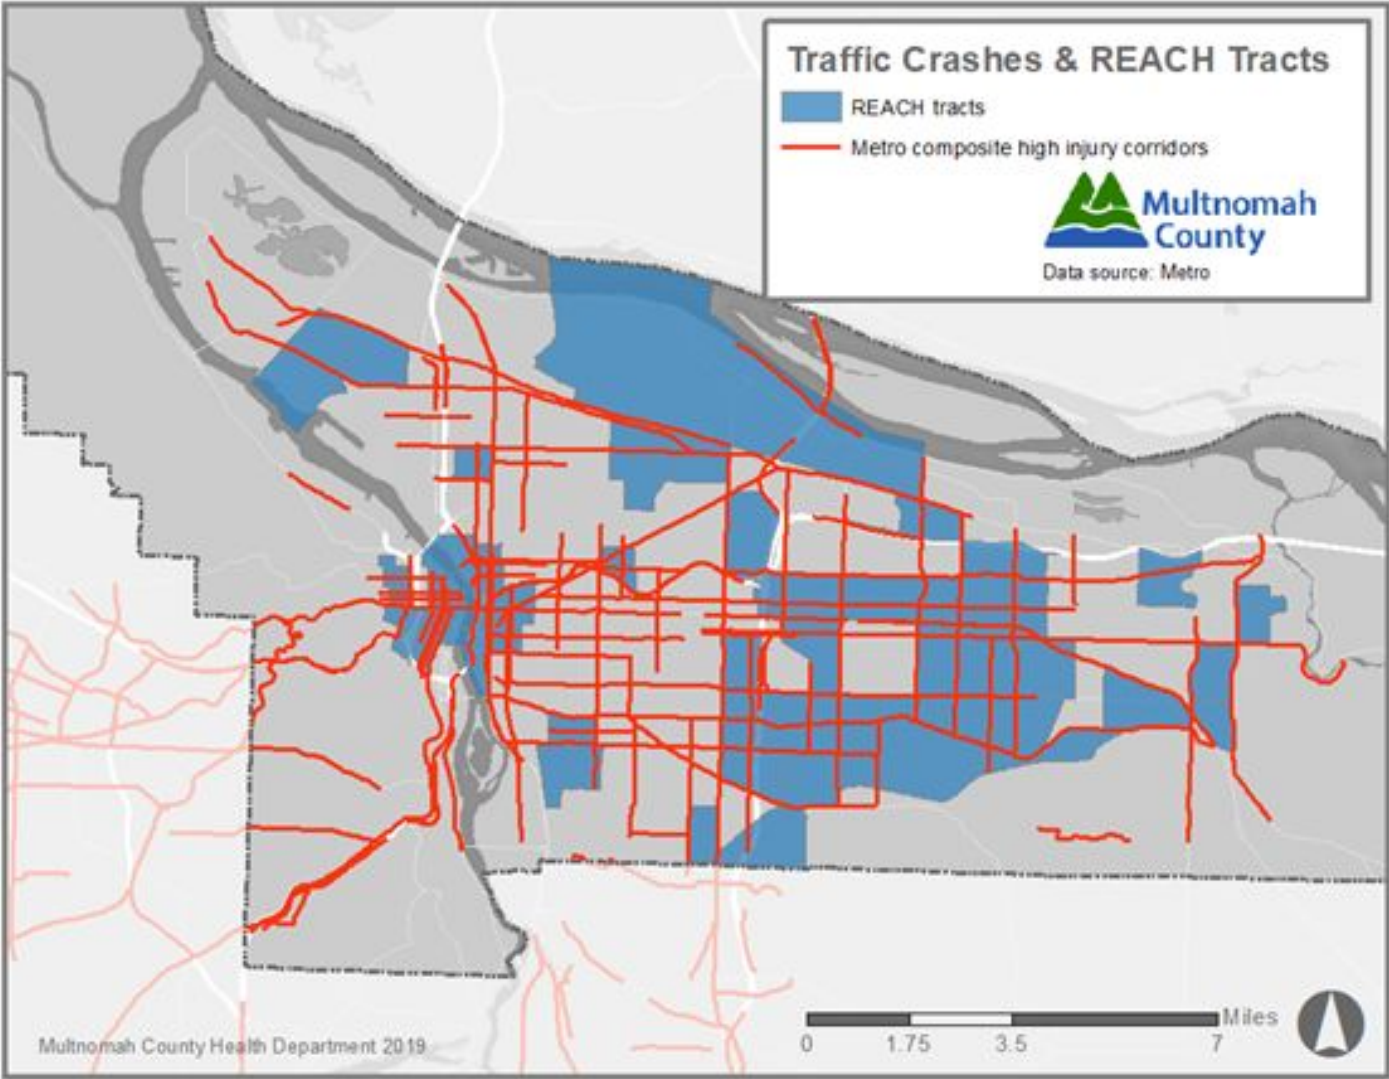 Traffic Crashes & REACH Tracts
REACH tracts
Metro composite high injury corridors
Multnomah
County
Data source: Metro
Miles
0 1.75 3.5 7
Multnomah County Health Department 2019